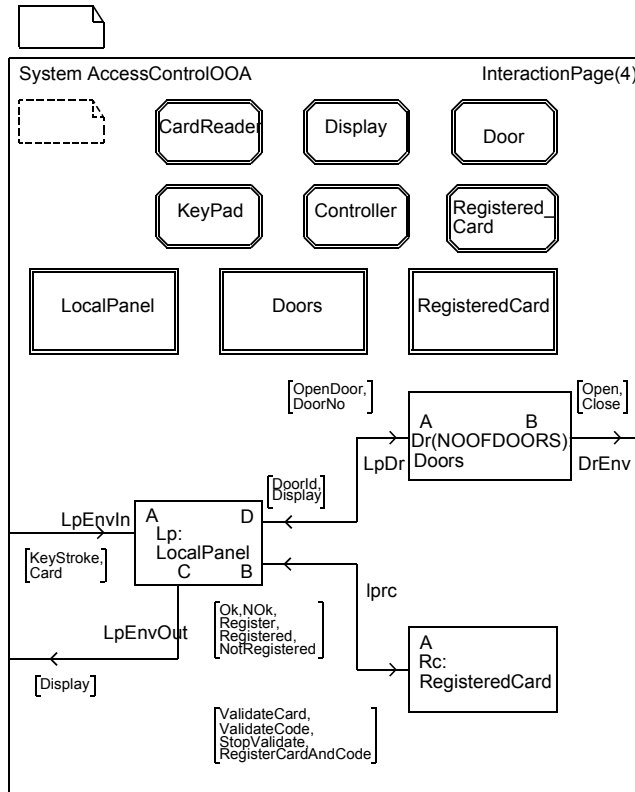 System AccessControlOOA
InteractionPage(4)
CardReader
Display
Door
KeyPad
Controller
Registered_
Card
LocalPanel
Doors
RegisteredCard
OpenDoor,
DoorNo
Open,
Close
A
B
Dr(NOOFDOORS):
Doors
LpDr
DrEnv
DoorId,
Display
LpEnvIn
A
D
Lp:
LocalPanel
C
B
KeyStroke,
Card
lprc
LpEnvOut
Ok,NOk,
Register,
Registered,
NotRegistered
A
Rc:
RegisteredCard
Display
ValidateCard,
ValidateCode,
StopValidate,
RegisterCardAndCode